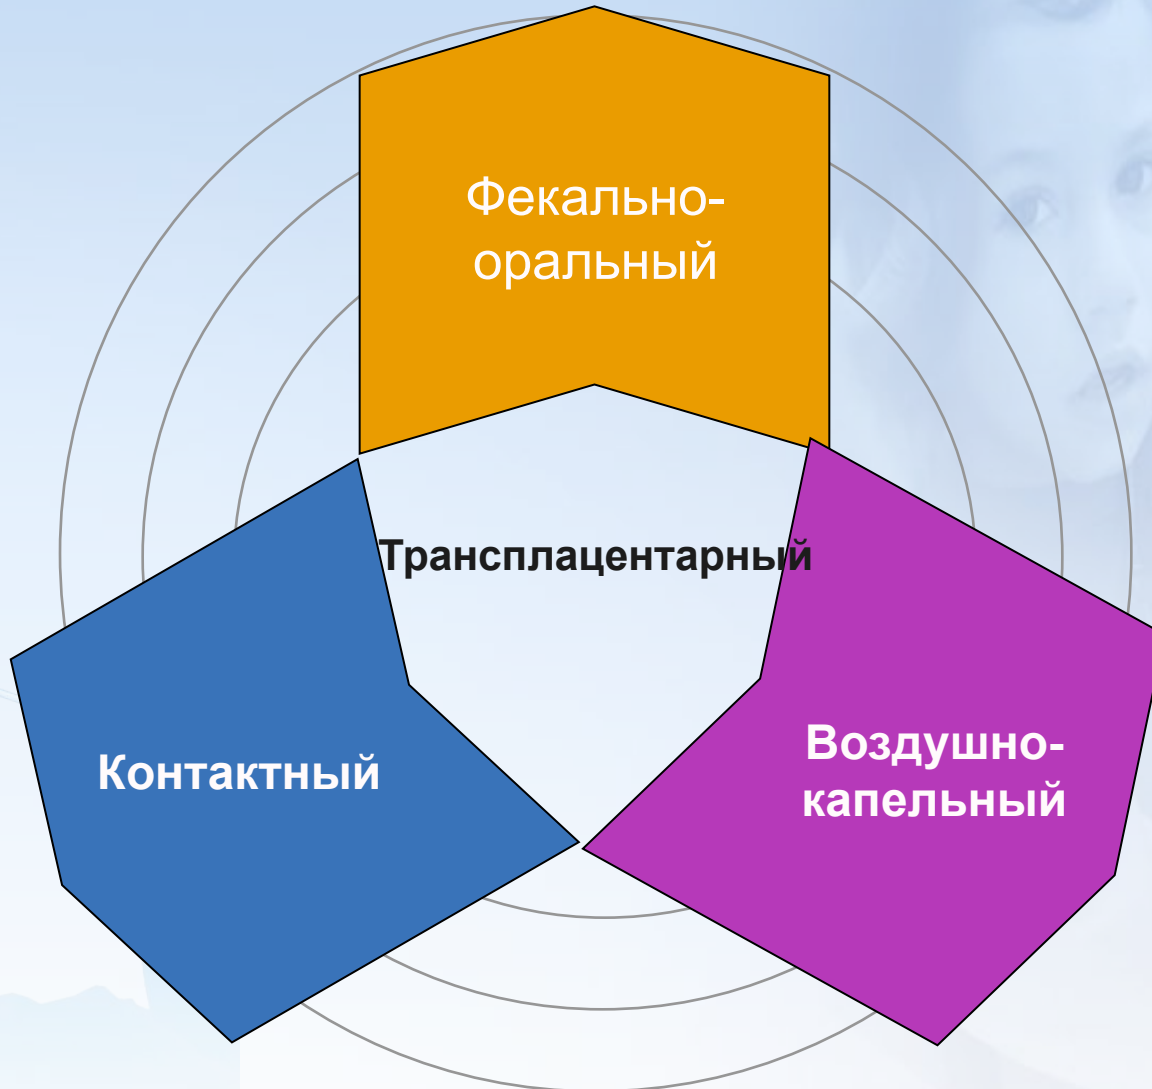 Фекально-
оральный
Трансплацентарный
Контактный
Воздушно-
капельный